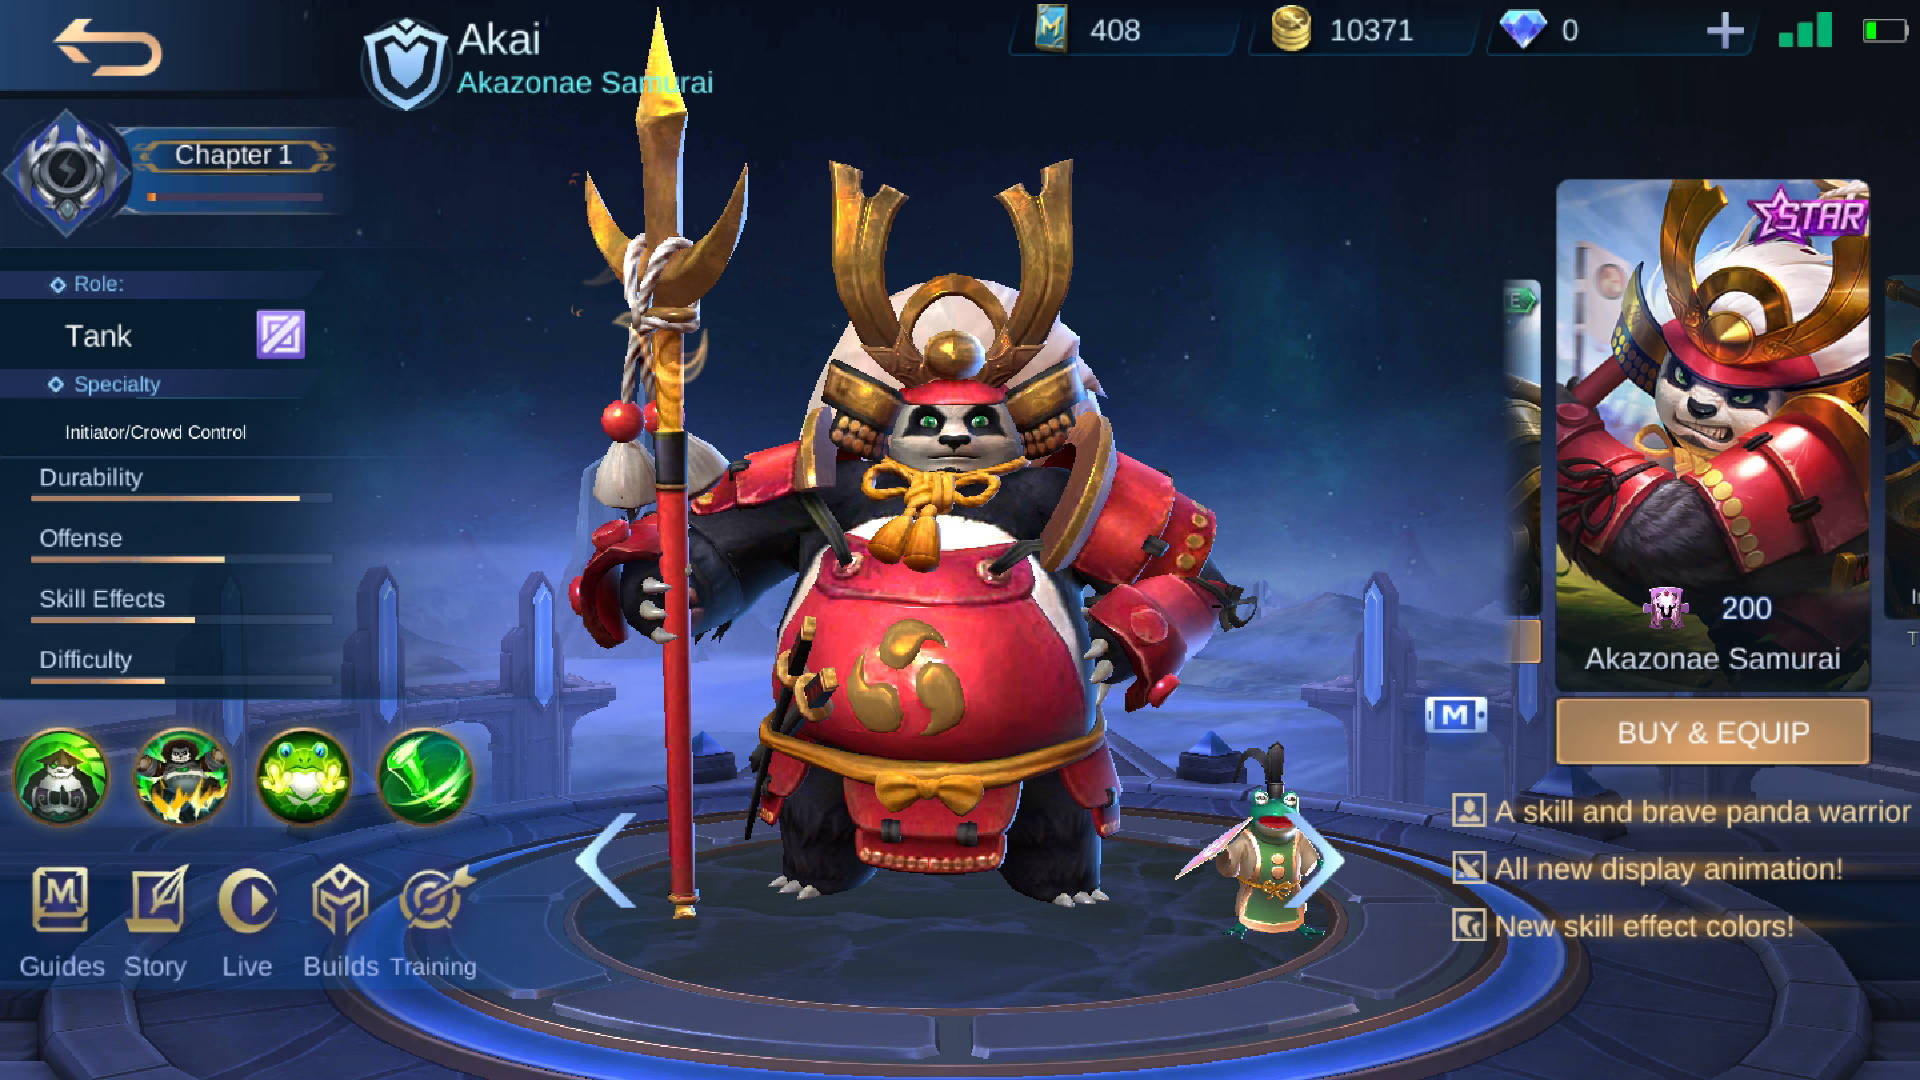 Akai
Akazonae Samurai
408
10371
0
Chapter 1
Role:
Tank
Specialty
Initiator/Crowd Control
Durability
Offense
Skill Effects
Difficulty
Guides
Story
Live
Builds
Training
STAR
200
Akazonae Samurai
M
BUY & EQUIP
A skill and brave panda warrior
All new display animation!
New skill effect colors!